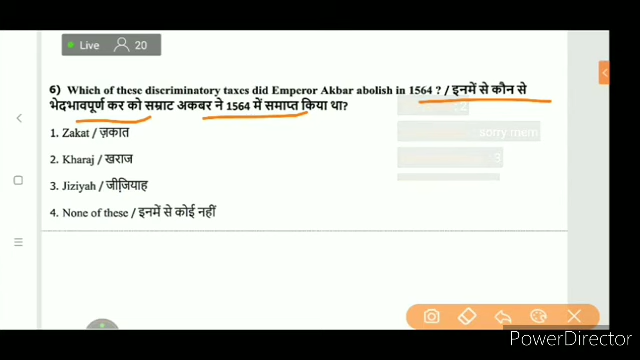 Live 20
6) Which of these discriminatory taxes did Emperor Akbar abolish in 1564 ? / इनमें से कौन से
भेदभावपूर्ण कर को सम्राट अकबर ने 1564 में समाप्त किया था?
sorry mem
1. Zakat / ज़कात
2. Kharaj / खराज
3. Jiziyah / जीज़ियाह
4. None of these / इनमें से कोई नहीं
PowerDirector